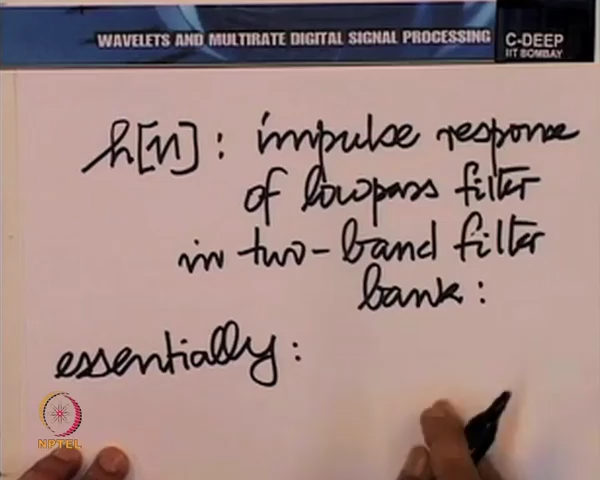 WAVELETS AND MULTIRATE DIGITAL SIGNAL PROCESSING
C-DEEP
IIT BOMBAY
h[n] : impulse response
of lowpass filter
in two-band filter
bank :
essentially :
NPTEL